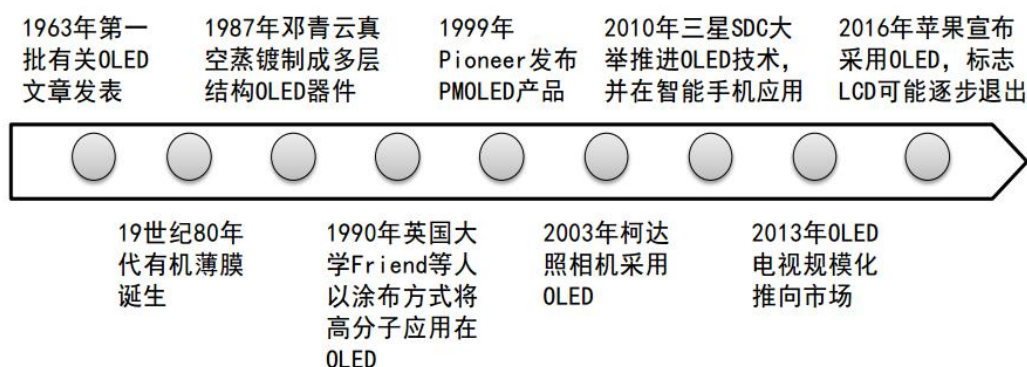 1963年第一
批有关OLED
文章发表
19世纪80年
代有机薄膜
诞生
1987年邓青云真
空蒸镀制成多层
结构OLED器件
1990年英国大
学Friend等人
以涂布方式将
高分子应用在
OLED
1999年
Pioneer发布
PMOLED产品
2003年柯达
照相机采用
OLED
2010年三星SDC大
举推进OLED技术，
并在智能手机应用
2013年OLED
电视规模化
推向市场
2016年苹果宣布
采用OLED，标志
LCD可能逐步退出